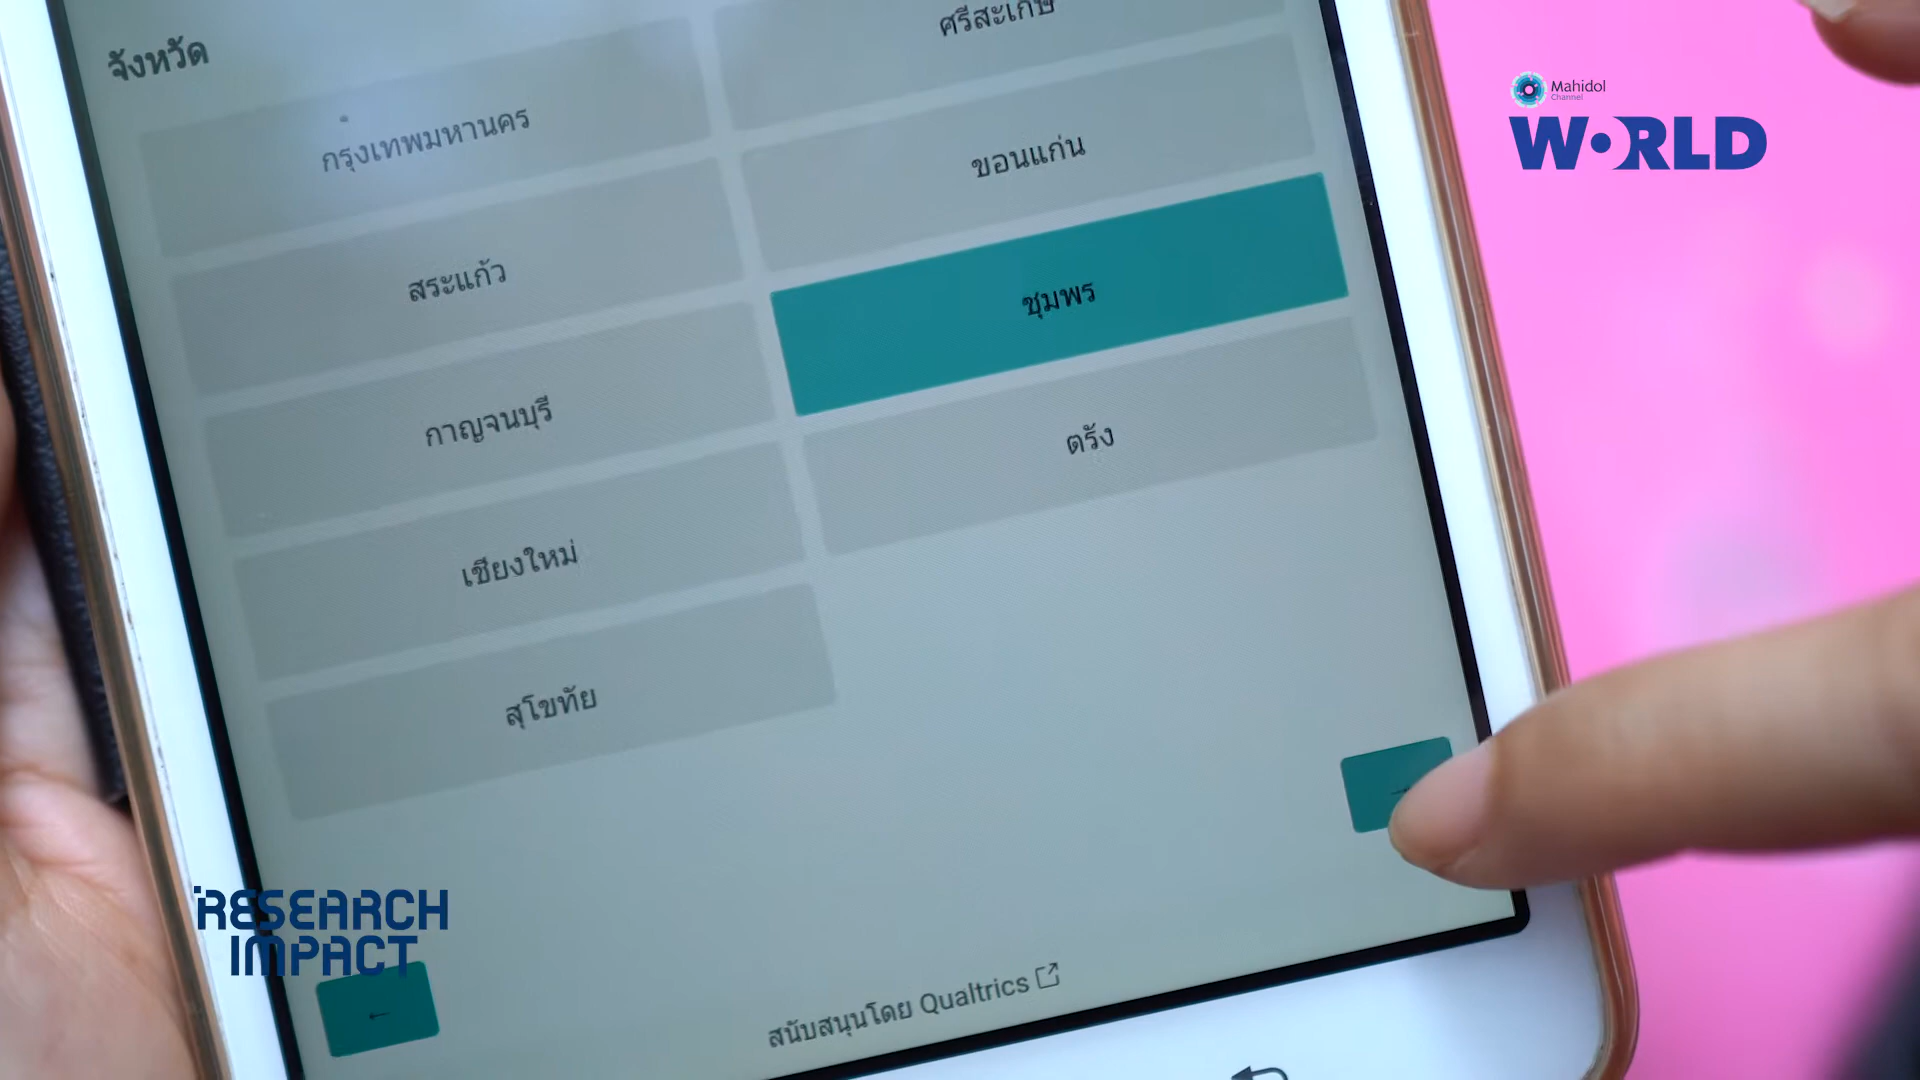 จังหวัด
กรุงเทพมหานคร
ศรีสะเกษ
สระแก้ว
ขอนแก่น
กาญจนบุรี
ชุมพร
เชียงใหม่
ตรัง
สุโขทัย
→
←
สนับสนุนโดย Qualtrics
Mahidol
Channel
WORLD
RESEARCH
IMPACT